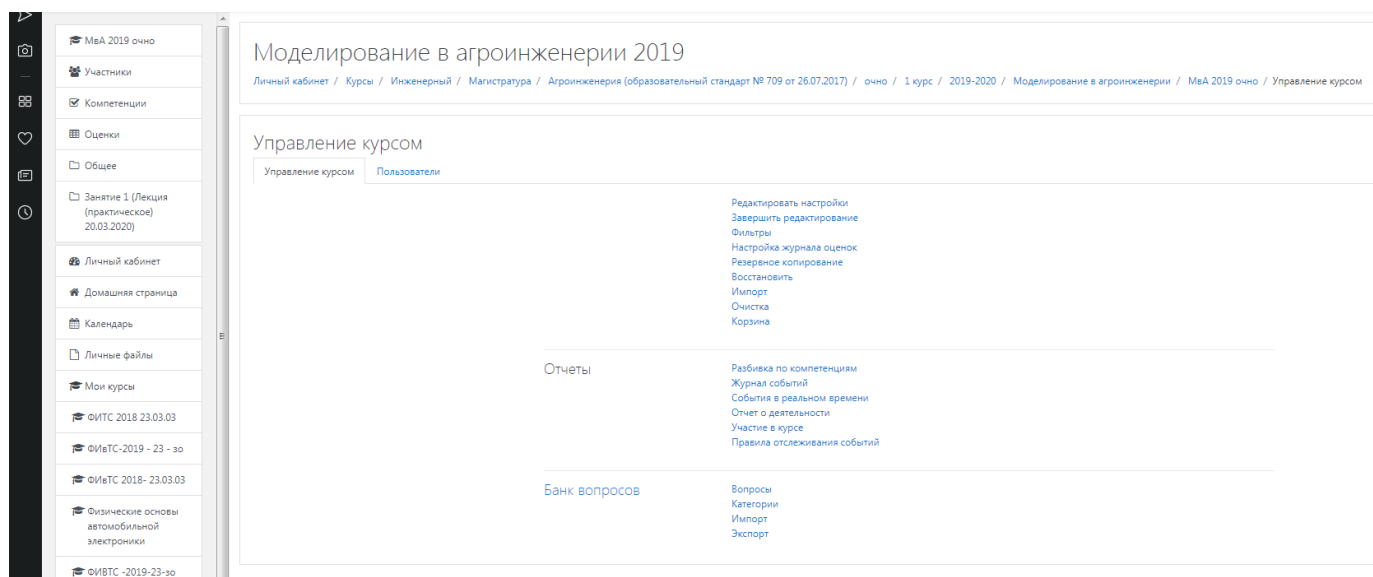 МвА 2019 очно
Участники
Компетенции
Оценки
Общее
Занятие 1 (Лекция
(практическое)
20.03.2020)
Личный кабинет
Домашняя страница
Календарь
Личные файлы
Мои курсы
ФИТС 2018 23.03.03
ФИвТС-2019 - 23 - зо
ФИвТС 2018- 23.03.03
Физические основы
автомобильной
электроники
ФИВТС -2019-23-зо
Моделирование в агроинженерии 2019
Личный кабинет / Курсы / Инженерный / Магистратура / Агроинженерия (образовательный стандарт № 709 от 26.07.2017) / очно / 1 курс / 2019-2020 / Моделирование в агроинженерии / МвА 2019 очно / Управление курсом
Управление курсом
Управление курсом Пользователи
Редактировать настройки
Завершить редактирование
Фильтры
Настройка журнала оценок
Резервное копирование
Восстановить
Импорт
Очистка
Корзина
Отчеты
Разбивка по компетенциям
Журнал событий
События в реальном времени
Отчет о деятельности
Участие в курсе
Правила отслеживания событий
Банк вопросов
Вопросы
Категории
Импорт
Экспорт